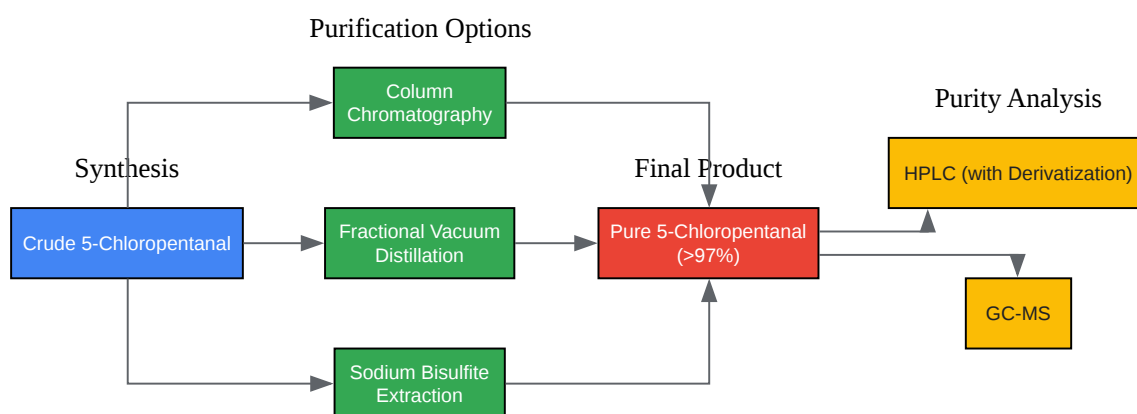 Purification Options
Column
Chromatography
Purity Analysis
Synthesis
Final Product
HPLC (with Derivatization)
Crude 5-Chloropentanal
Fractional Vacuum
Distillation
Pure 5-Chloropentanal
(>97%)
GC-MS
Sodium Bisulfite
Extraction